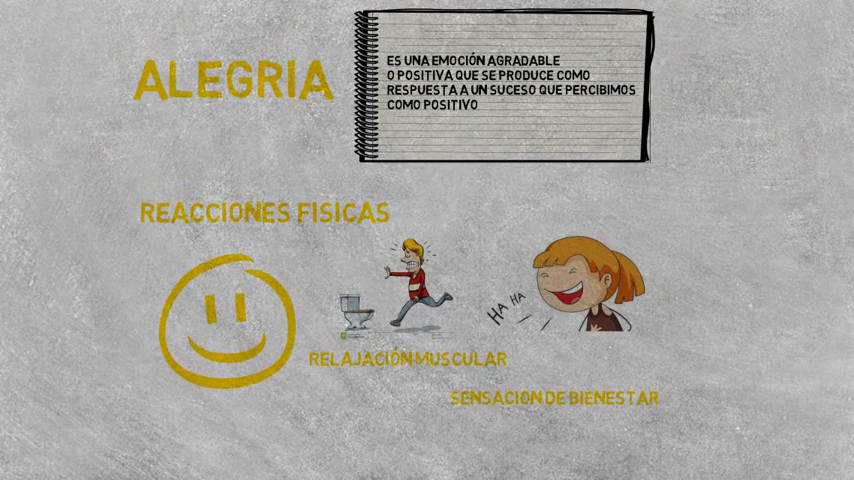 ALEGRIA
ES UNA EMOCIÓN AGRADABLE
O POSITIVA QUE SE PRODUCE COMO
RESPUESTA A UN SUCESO QUE PERCIBIMOS
COMO POSITIVO
REACCIONES FISICAS
HA HA
RELAJACIÓN MUSCULAR
SENSACION DE BIENESTAR